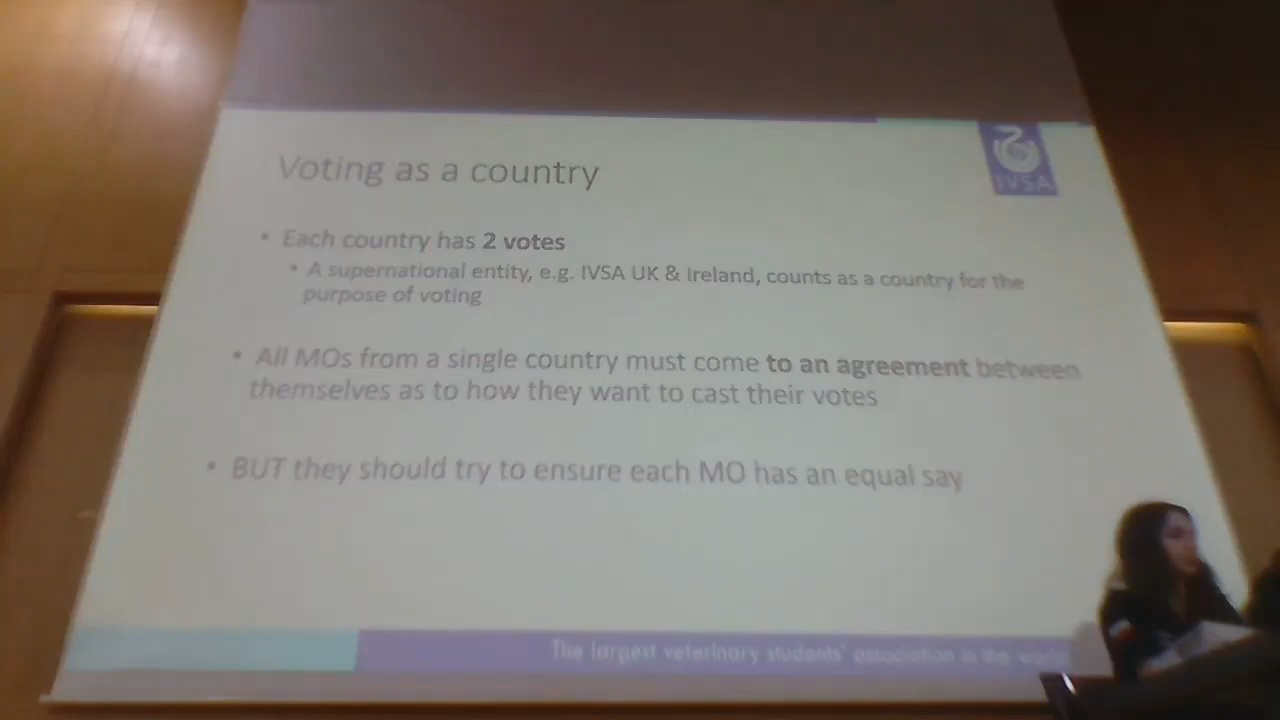 Voting as a country
IVSA
• Each country has 2 votes
• A supernational entity, e.g. IVSA UK & Ireland, counts as a country for the
purpose of voting
• All MOs from a single country must come to an agreement between
themselves as to how they want to cast their votes
• BUT they should try to ensure each MO has an equal say
The largest veterinary students' association in the world